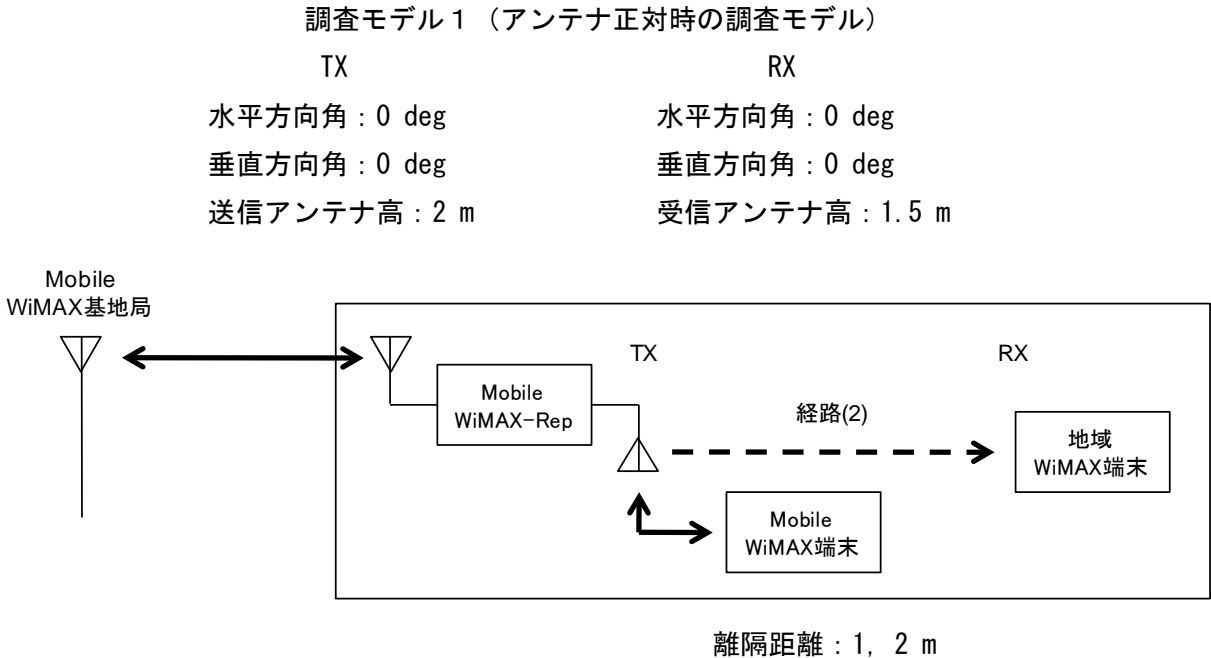 調査モデル１（アンテナ正対時の調査モデル）
TX
RX
水平方向角：0 deg
水平方向角：0 deg
垂直方向角：0 deg
垂直方向角：0 deg
送信アンテナ高：2 m
受信アンテナ高：1.5 m
Mobile
WiMAX基地局
TX
RX
Mobile
WiMAX-Rep
経路(2)
地域
WiMAX端末
Mobile
WiMAX端末
離隔距離：1, 2 m